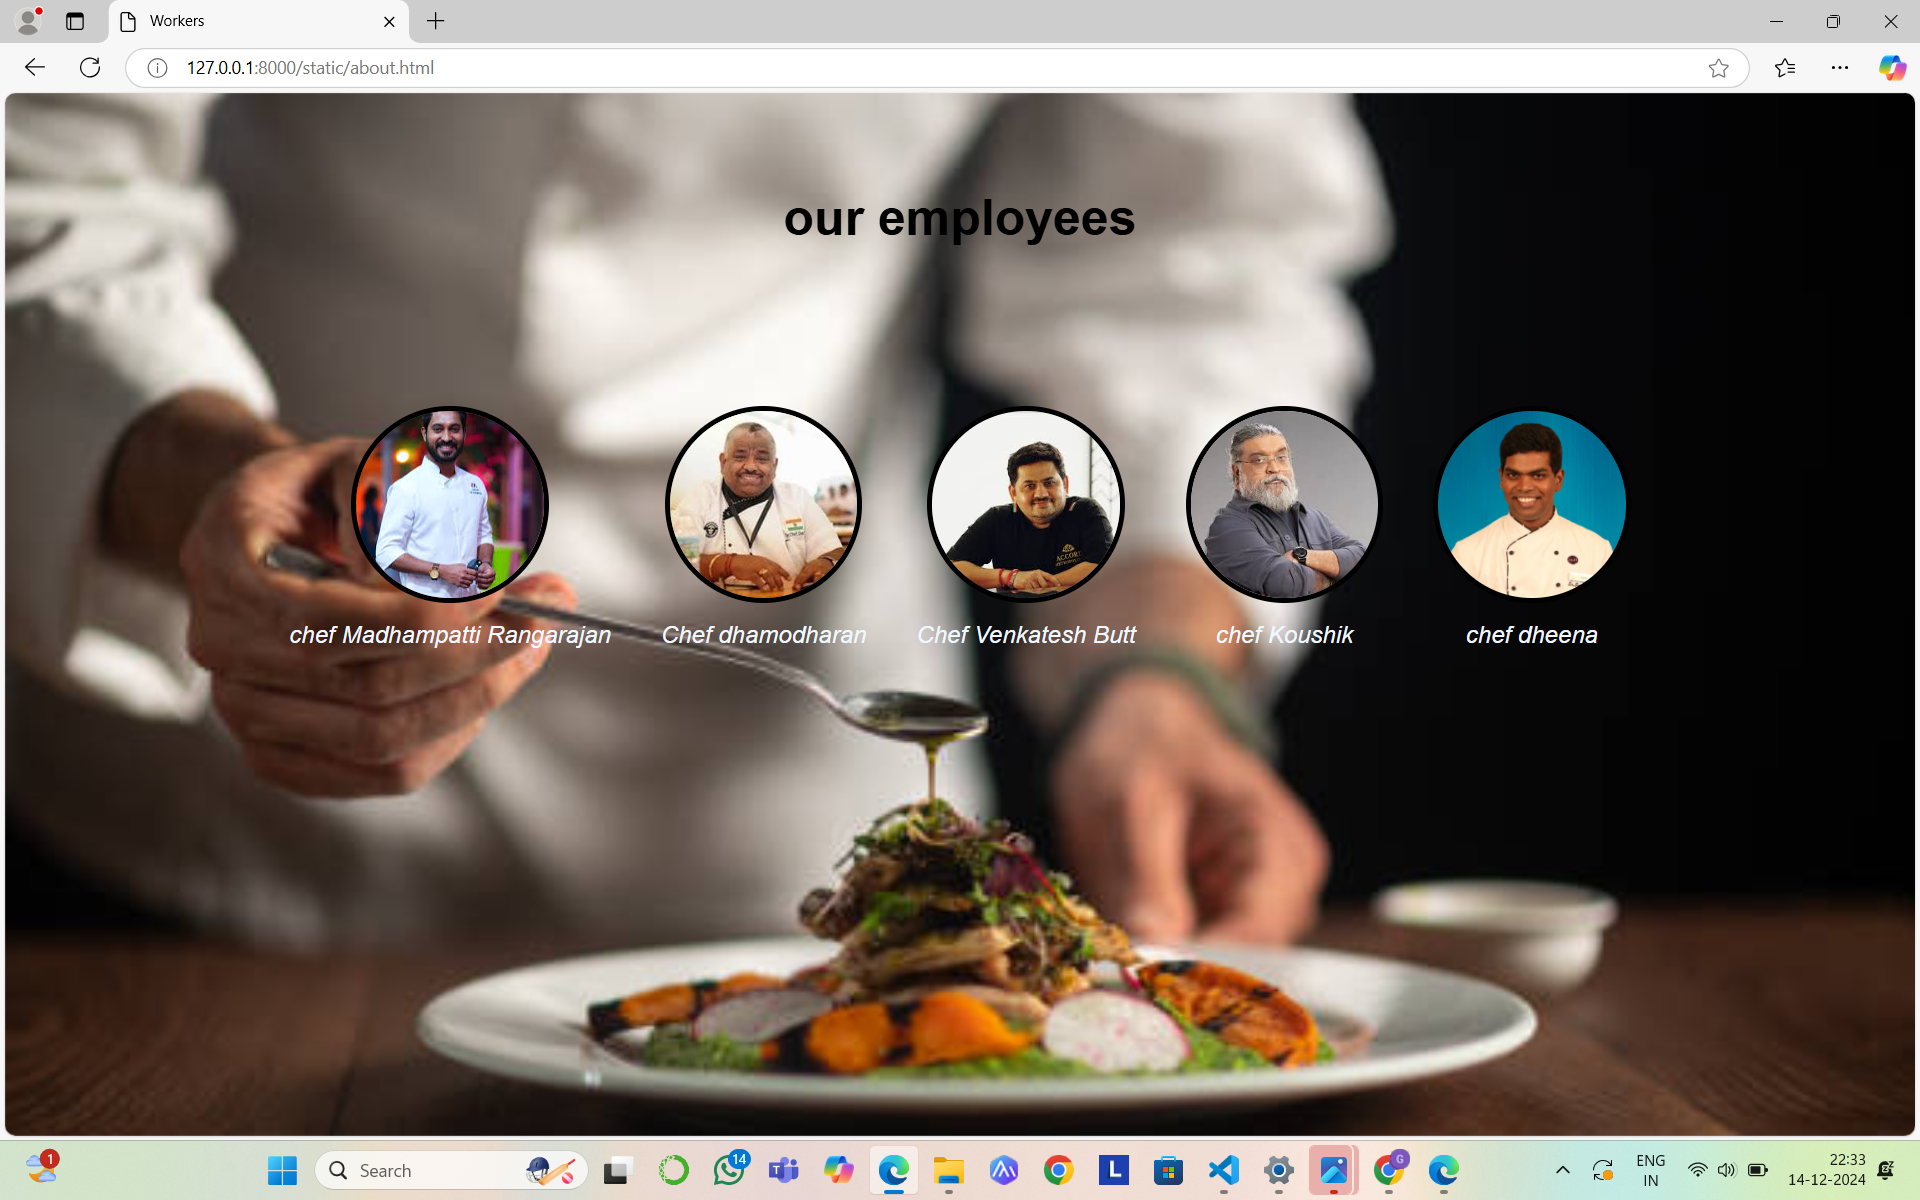 Workers
127.0.0.1:8000/static/about.html
our employees
ACCORD
chef Madhampatti Rangarajan
Chef dhamodharan
Chef Venkatesh Butt
chef Koushik
chef dheena
1
Search
14
T
L
G
ENG
IN
22:33
14-12-2024